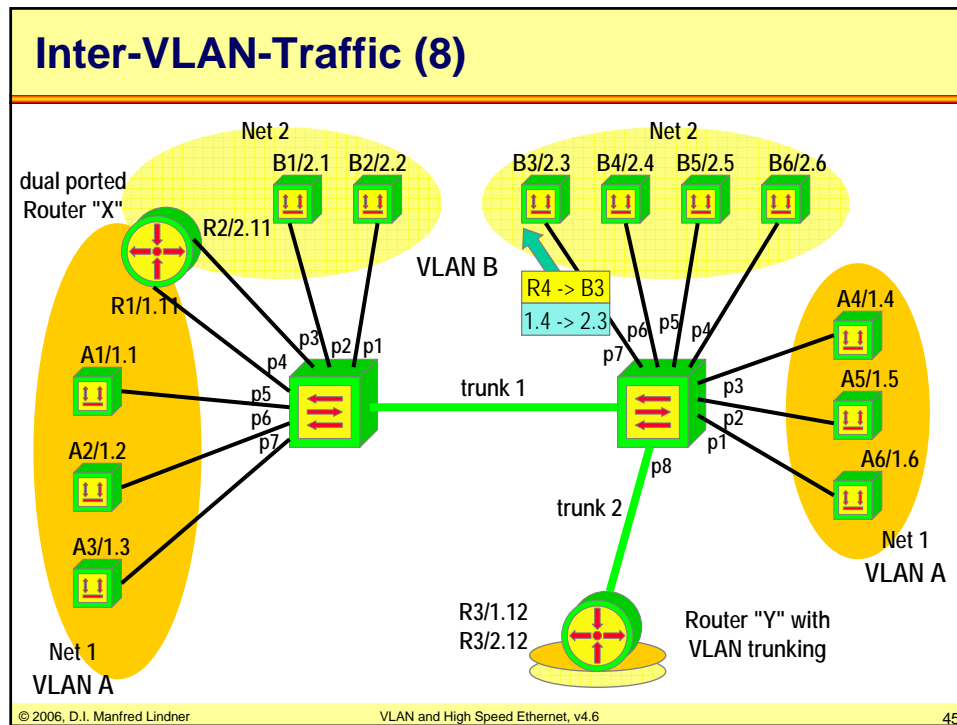 Inter-VLAN-Traffic (8)
Net 2
Net 2
B1/2.1
B2/2.2
B3/2.3
B4/2.4
B5/2.5
B6/2.6
dual ported
Router "X"
R2/2.11
VLAN B
R4 -> B3
1.4 -> 2.3
R1/1.11
A4/1.4
p3
p2
p1
p4
p7
p6
p5
p4
A1/1.1
p5
p6
p7
trunk 1
p3
p2
p1
A5/1.5
A2/1.2
p8
A6/1.6
trunk 2
A3/1.3
Net 1
VLAN A
R3/1.12
R3/2.12
Router "Y" with
VLAN trunking
Net 1
VLAN A
© 2006, D.I. Manfred Lindner
VLAN and High Speed Ethernet, v4.6
45